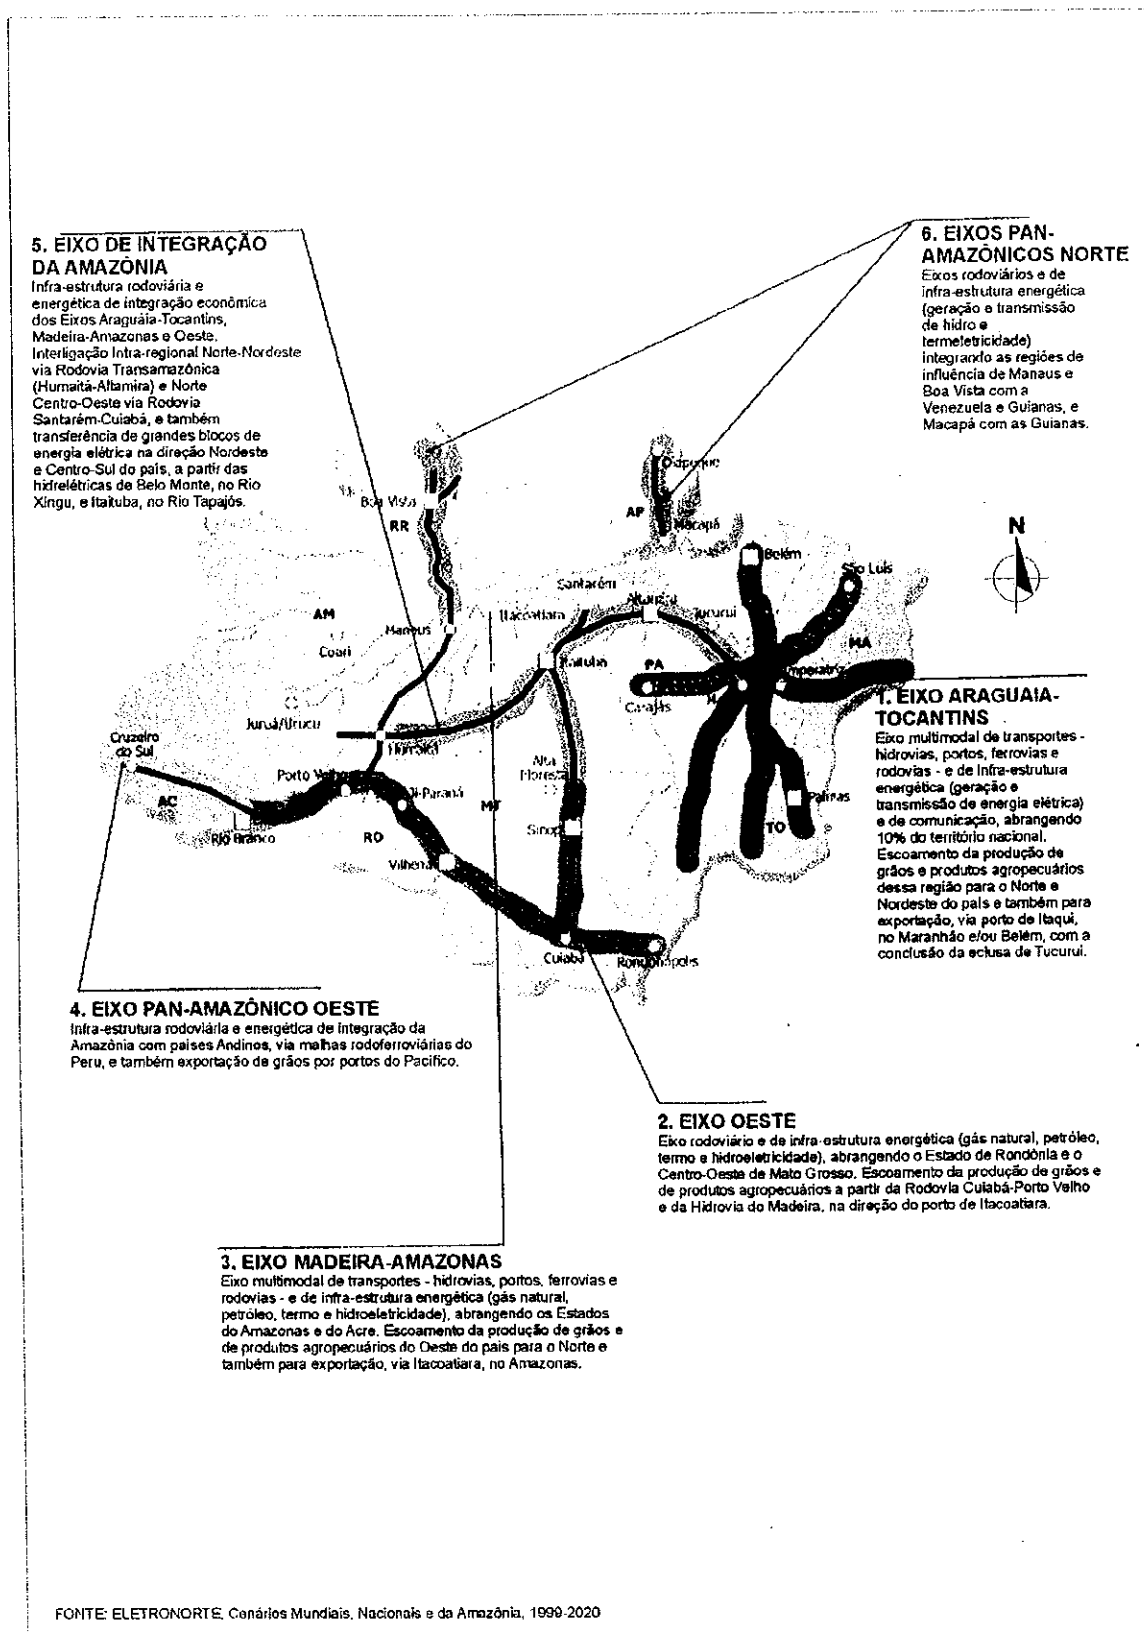 5. EIXO DE INTEGRAÇÃO
DA AMAZÔNIA
Infra-estrutura rodoviária e
energética de integração econômica
dos Eixos Araguaia-Tocantins,
Madeira-Amazonas e Oeste.
Interligação Intra-regional Norte-Nordeste
via Rodovia Transamazônica
(Humaitá-Altamira) e Norte
Centro-Oeste via Rodovia
Santarém-Cuiabá, e também
transferência de grandes blocos de
energia elétrica na direção Nordeste
e Centro-Sul do país, a partir das
hidrelétricas de Belo Monte, no Rio
Xingu, e Itaituba, no Rio Tapajós.
6. EIXOS PAN-
AMAZÔNICOS NORTE
Eixos rodoviários e de
infra-estrutura energética
(geração e transmissão
de hidro e
termeletricidade)
integrando as regiões de
influência de Manaus e
Boa Vista com a
Venezuela e Guianas, e
Macapá com as Guianas.
Oiapoque
Boa Vista
RR
AP
Macapá
N
Belém
São Luís
Santarém
Altamira
Itacoatiara
Tucuruí
AM
Manaus
Coari
MA
Itaituba
PA
Imperatriz
Carajás
Juruá/Urucu
Humaitá
Cruzeiro
do Sul
Porto Velho
Alta
Floresta
Ji-Paraná
MT
Palmas
AC
Rio Branco
RO
Sinop
TO
Vilhena
Cuiabá
Rondonópolis
1. EIXO ARAGUAIA-
TOCANTINS
Eixo multimodal de transportes -
hidrovias, portos, ferrovias e
rodovias - e de Infra-estrutura
energética (geração e
transmissão de energia elétrica)
e de comunicação, abrangendo
10% do território nacional.
Escoamento da produção de
grãos e produtos agropecuários
dessa região para o Norte e
Nordeste do país e também para
exportação, via porto de Itaqui,
no Maranhão e/ou Belém, com a
conclusão da eclusa de Tucurui.
4. EIXO PAN-AMAZÔNICO OESTE
Infra-estrutura rodoviária e energética de integração da
Amazônia com países Andinos, via malhas rodoferroviárias do
Peru, e também exportação de grãos por portos do Pacífico.
2. EIXO OESTE
Eixo rodoviário e de infra-estrutura energética (gás natural, petróleo,
termo e hidroeletricidade), abrangendo o Estado de Rondônia e o
Centro-Oeste de Mato Grosso. Escoamento da produção de grãos e
de produtos agropecuários a partir da Rodovia Cuiabá-Porto Velho
e da Hidrovia do Madeira, na direção do porto de Itacoatiara.
3. EIXO MADEIRA-AMAZONAS
Eixo multimodal de transportes - hidrovias, portos, ferrovias e
rodovias - e de infra-estrutura energética (gás natural,
petróleo, termo e hidroeletricidade), abrangendo os Estados
do Amazonas e do Acre. Escoamento da produção de grãos e
de produtos agropecuários do Oeste do país para o Norte e
também para exportação, via Itacoatiara, no Amazonas.
FONTE: ELETRONORTE, Cenários Mundiais, Nacionais e da Amazônia, 1999-2020